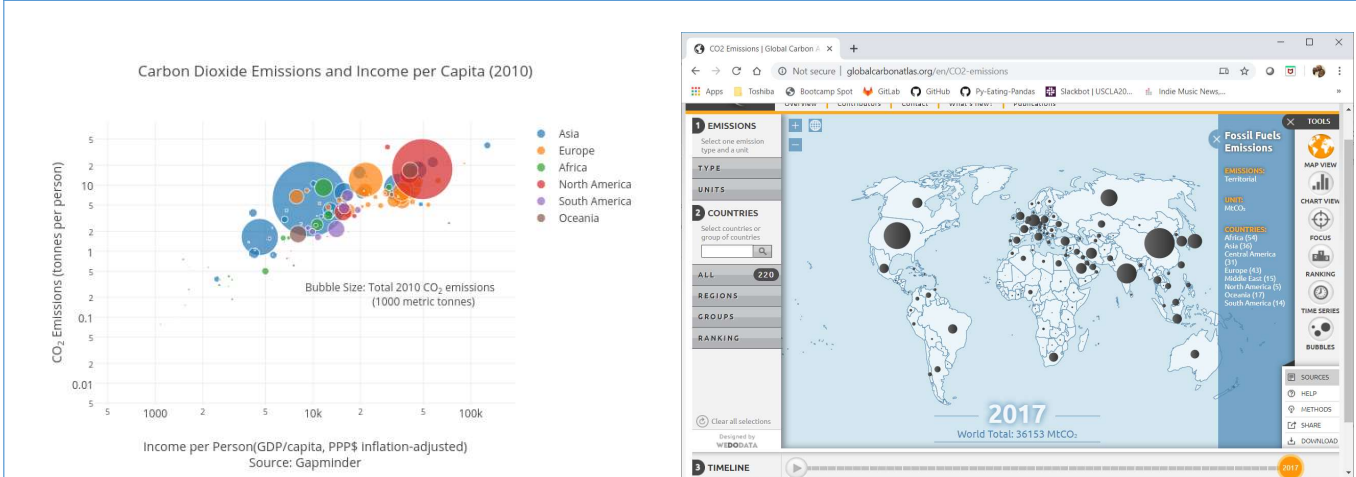 Carbon Dioxide Emissions and Income per Capita (2010)
CO2 Emissions (tonnes per person)
5
2
10
5
2
1
5
2
0.1
5
2
0.01
5
5
1000
2
5
10k
2
5
100k
Asia
Europe
Africa
North America
South America
Oceania
Bubble Size: Total 2010 CO2 emissions
(1000 metric tonnes)
Income per Person(GDP/capita, PPP$ inflation-adjusted)
Source: Gapminder
CO2 Emissions | Global Carbon A
Not secure | globalcarbonatlas.org/en/CO2-emissions
Apps Toshiba Bootcamp Spot GitLab GitHub Py-Eating-Pandas Slackbot | USCLA20... Indie Music News,...
Overview Contributors Contact What's new? Publications
1 EMISSIONS
Select one emission
type and a unit
TYPE
UNITS
2 COUNTRIES
Select countries or
group of countries
ALL 220
REGIONS
GROUPS
RANKING
Clear all selections
Designed by
WEDODATA
3 TIMELINE
2017
World Total: 36153 MtCO2
2017
Fossil Fuels
Emissions
EMISSIONS:
Territorial
UNIT:
MtCO2
COUNTRIES:
Africa (54)
Asia (36)
Central America
(31)
Europe (43)
Middle East (15)
North America (5)
Oceania (17)
South America (14)
TOOLS
MAP VIEW
CHART VIEW
FOCUS
RANKING
TIME SERIES
BUBBLES
SOURCES
HELP
METHODS
SHARE
DOWNLOAD